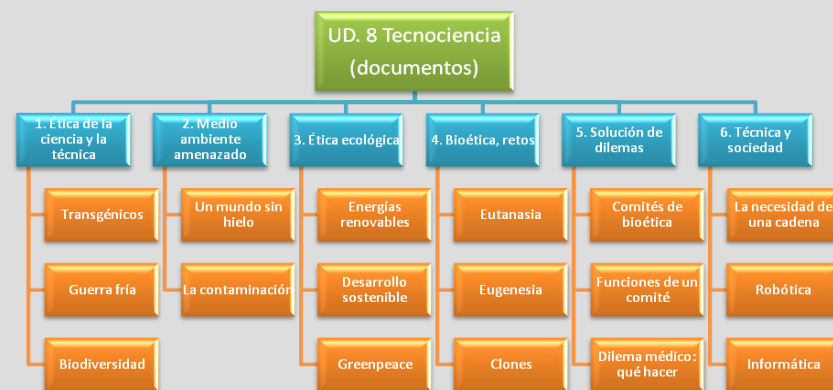 UD. 8 Tecnociencia
(documentos)
1. Ética de la
ciencia y la
técnica
Transgénicos
Guerra fría
Biodiversidad
2. Medio
ambiente
amenazado
Un mundo sin
hielo
La contaminación
3. Ética ecológica
Energías
renovables
Desarrollo
sostenible
Greenpeace
4. Bioética, retos
Eutanasia
Eugenesia
Clones
5. Solución de
dilemas
Comités de
bioética
Funciones de un
comité
Dilema médico:
qué hacer
6. Técnica y
sociedad
La necesidad de
una cadena
Robótica
Informática